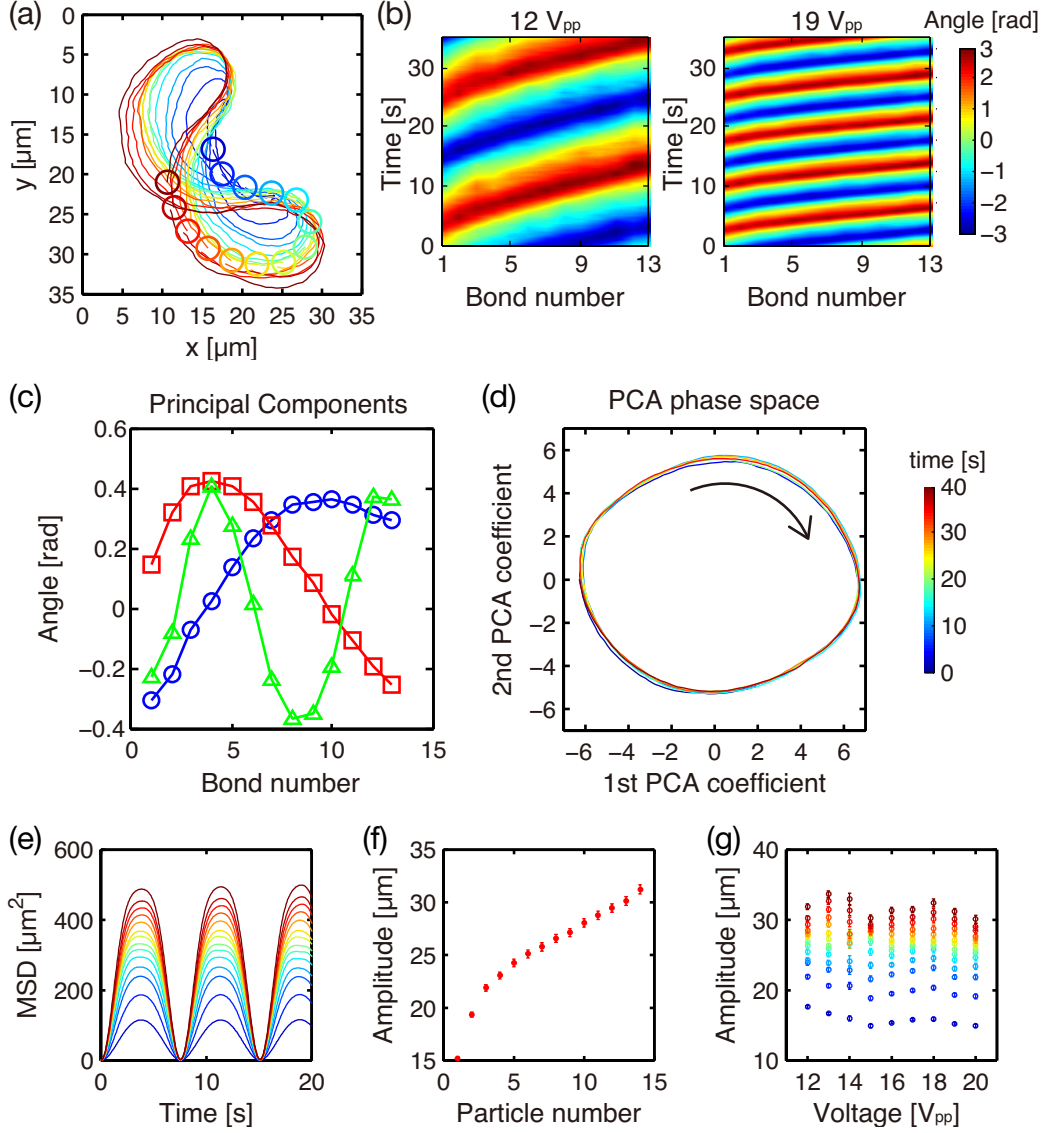 (a)
0
5
10
15
20
25
30
35
y [µm]
0 5 10 15 20 25 30 35
x [µm]
(b)
12 Vpp
19 Vpp
Angle [rad]
30
20
10
0
Time [s]
1 5 9 13
Bond number
30
20
10
0
Time [s]
1 5 9 13
Bond number
3
2
1
0
−1
−2
−3
(c)
Principal Components
0.6
0.4
0.2
0
−0.2
−0.4
Angle [rad]
0 5 10 15
Bond number
(d)
PCA phase space
6
4
2
0
−2
−4
−6
2nd PCA coefficient
−6 −4 −2 0 2 4 6
1st PCA coefficient
time [s]
40
30
20
10
0
(e)
600
400
200
0
MSD [µm²]
0 10 20
Time [s]
(f)
35
30
25
20
15
Amplitude [µm]
0 5 10 15
Particle number
(g)
40
30
20
10
Amplitude [µm]
12 14 16 18 20
Voltage [Vpp]